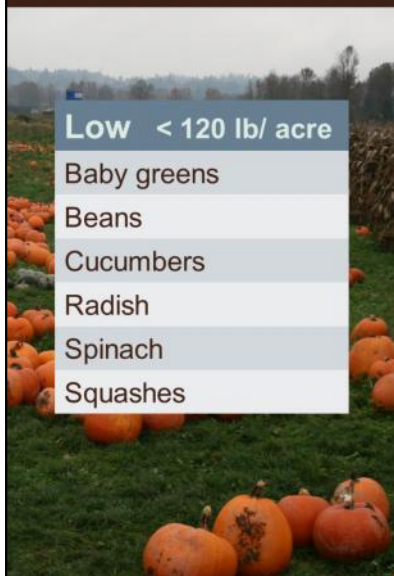 Low < 120 lb/ acre
Baby greens
Beans
Cucumbers
Radish
Spinach
Squashes